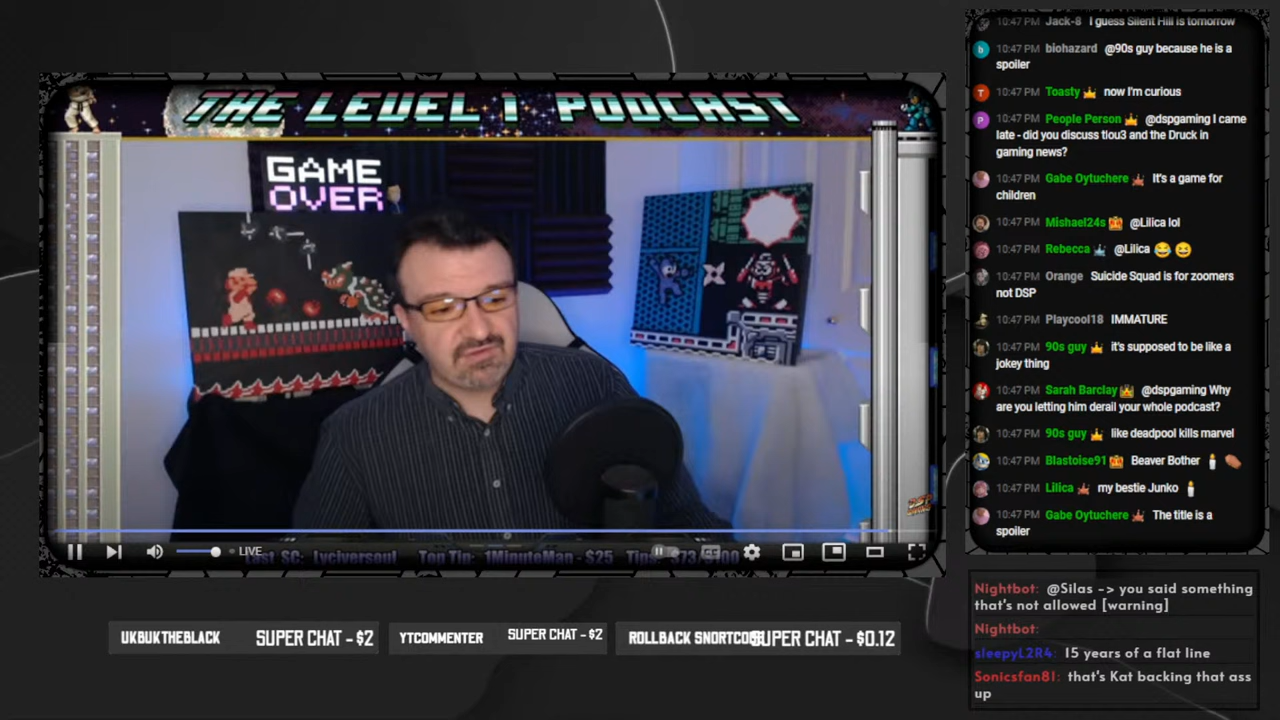 THE LEVEL 1 PODCAST
GAME
OVER
LIVE
Last SC: Lyciversoul Top Tip: 1MinuteMan - $25 Tips:
UKBUKTHEBLACK SUPER CHAT - $2
YTCOMMENTER SUPER CHAT - $2
ROLLBACK SUPER CHAT - $0.12
10:47 PM Jack-8 I guess Silent Hill is tomorrow
10:47 PM biohazard @90s guy because he is a
spoiler
10:47 PM Toasty now I'm curious
10:47 PM People Person @dspgaming I came
late - did you discuss tlou3 and the Druck in
gaming news?
10:47 PM Gabe Oytuchere It's a game for
children
10:47 PM Mishael24s @Lilica lol
10:47 PM Rebecca @Lilica 😂 😆
10:47 PM Orange Suicide Squad is for zoomers
not DSP
10:47 PM Playcool18 IMMATURE
10:47 PM 90s guy it's supposed to be like a
jokey thing
10:47 PM Sarah Barclay @dspgaming Why
are you letting him derail your whole podcast?
10:47 PM 90s guy like deadpool kills marvel
10:47 PM Blastoise91 Beaver Bother
10:47 PM Lilica my bestie Junko
10:47 PM Gabe Oytuchere The title is a
spoiler
Nightbot: @Silas -> you said something
that's not allowed [warning]
Nightbot:
sleepyL2R4: 15 years of a flat line
Sonicsfan81: that's Kat backing that ass
up